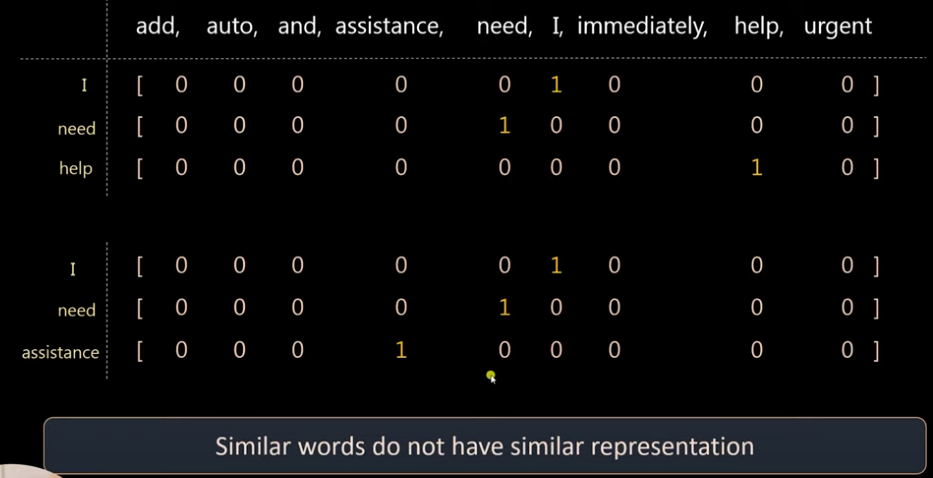 add, auto, and, assistance, need, I, immediately, help, urgent
I [ 0 0 0 0 0 1 0 0 0 ]
need [ 0 0 0 0 1 0 0 0 0 ]
help [ 0 0 0 0 0 0 0 1 0 ]
I [ 0 0 0 0 0 1 0 0 0 ]
need [ 0 0 0 0 1 0 0 0 0 ]
assistance [ 0 0 0 1 0 0 0 0 0 ]
Similar words do not have similar representation